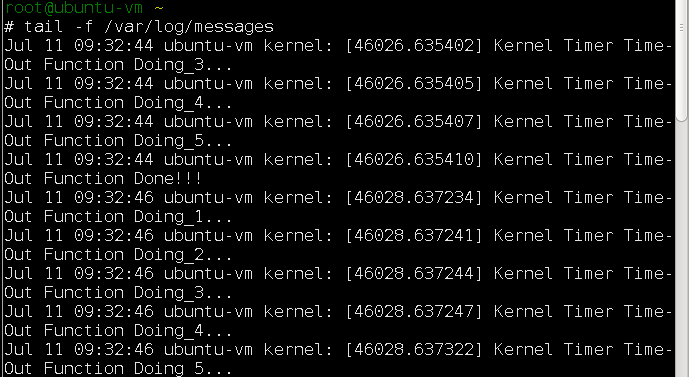 root@ubuntu-vm ~
# tail -f /var/log/messages
Jul 11 09:32:44 ubuntu-vm kernel: [46026.635402] Kernel Timer Time-
Out Function Doing_3...
Jul 11 09:32:44 ubuntu-vm kernel: [46026.635405] Kernel Timer Time-
Out Function Doing_4...
Jul 11 09:32:44 ubuntu-vm kernel: [46026.635407] Kernel Timer Time-
Out Function Doing_5...
Jul 11 09:32:44 ubuntu-vm kernel: [46026.635410] Kernel Timer Time-
Out Function Done!!!
Jul 11 09:32:46 ubuntu-vm kernel: [46028.637234] Kernel Timer Time-
Out Function Doing_1...
Jul 11 09:32:46 ubuntu-vm kernel: [46028.637241] Kernel Timer Time-
Out Function Doing_2...
Jul 11 09:32:46 ubuntu-vm kernel: [46028.637244] Kernel Timer Time-
Out Function Doing_3...
Jul 11 09:32:46 ubuntu-vm kernel: [46028.637247] Kernel Timer Time-
Out Function Doing_4...
Jul 11 09:32:46 ubuntu-vm kernel: [46028.637322] Kernel Timer Time-
Out Function Doing_5...